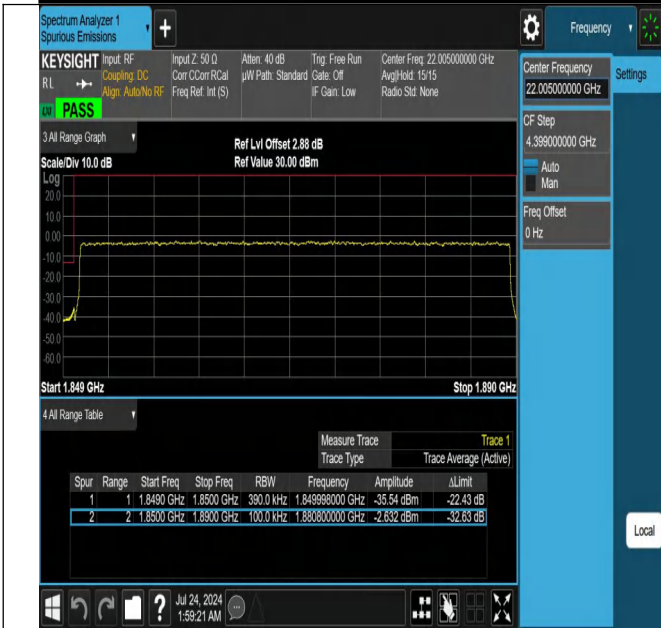 Spectrum Analyzer 1
Spurious Emissions
Frequency
KEYSIGHT
RL
PASS
Input: RF
Coupling: DC
Align: Auto/No RF
Input Z: 50 Ω
Corr CCorr RCal
Freq Ref: Int (S)
Atten: 40 dB
µW Path: Standard
Trig: Free Run
Gate: Off
IF Gain: Low
Center Freq: 22.005000000 GHz
Avg|Hold: 15/15
Radio Std: None
Center Frequency
22.005000000 GHz
Settings
CF Step
4.399000000 GHz
Auto
Man
Freq Offset
0 Hz
3 All Range Graph
Scale/Div 10.0 dB
Ref Lvl Offset 2.88 dB
Ref Value 30.00 dBm
Log
20.0
10.0
0.00
-10.0
-20.0
-30.0
-40.0
-50.0
-60.0
Start 1.849 GHz
Stop 1.890 GHz
4 All Range Table
Measure Trace Trace 1
Trace Type Trace Average (Active)
Spur Range Start Freq Stop Freq RBW Frequency Amplitude ΔLimit
1 1 1.8490 GHz 1.8500 GHz 390.0 kHz 1.849998000 GHz -35.54 dBm -22.43 dB
2 2 1.8500 GHz 1.8900 GHz 100.0 kHz 1.880800000 GHz -2.632 dBm -32.63 dB
Local
Jul 24, 2024
1:59:21 AM